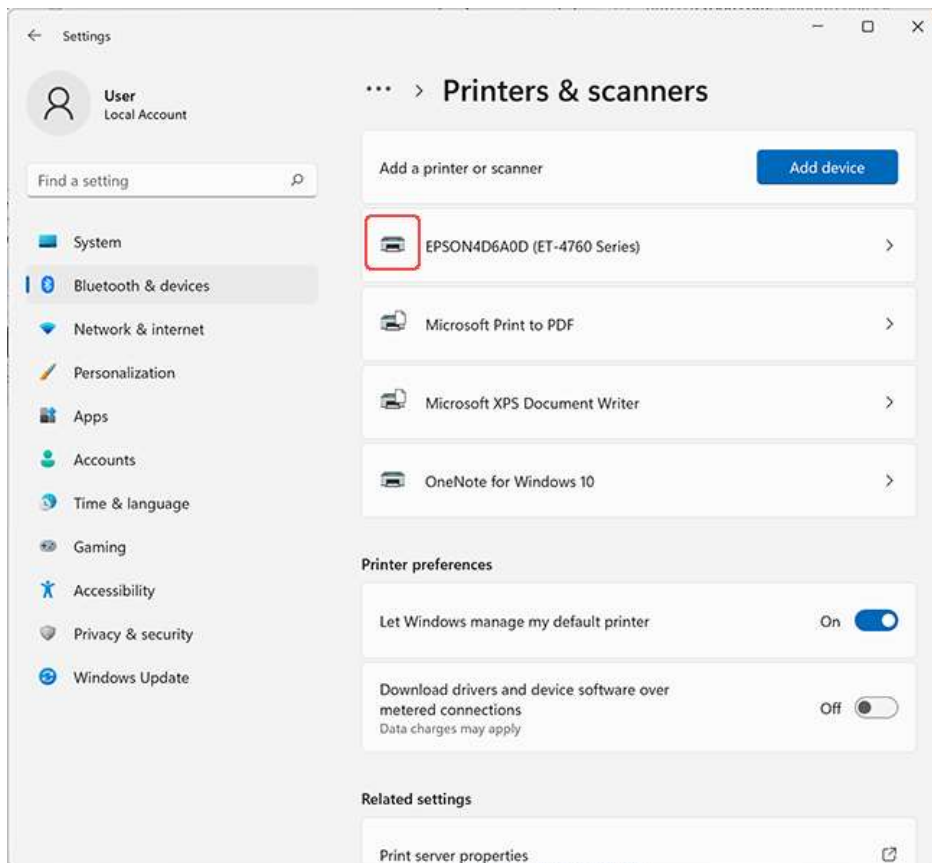 Settings
User
Local Account
Find a setting
System
Bluetooth & devices
Network & internet
Personalization
Apps
Accounts
Time & language
Gaming
Accessibility
Privacy & security
Windows Update
... > Printers & scanners
Add a printer or scanner
Add device
EPSON4D6A0D (ET-4760 Series)
Microsoft Print to PDF
Microsoft XPS Document Writer
OneNote for Windows 10
Printer preferences
Let Windows manage my default printer
On
Download drivers and device software over
metered connections
Data charges may apply
Off
Related settings
Print server properties